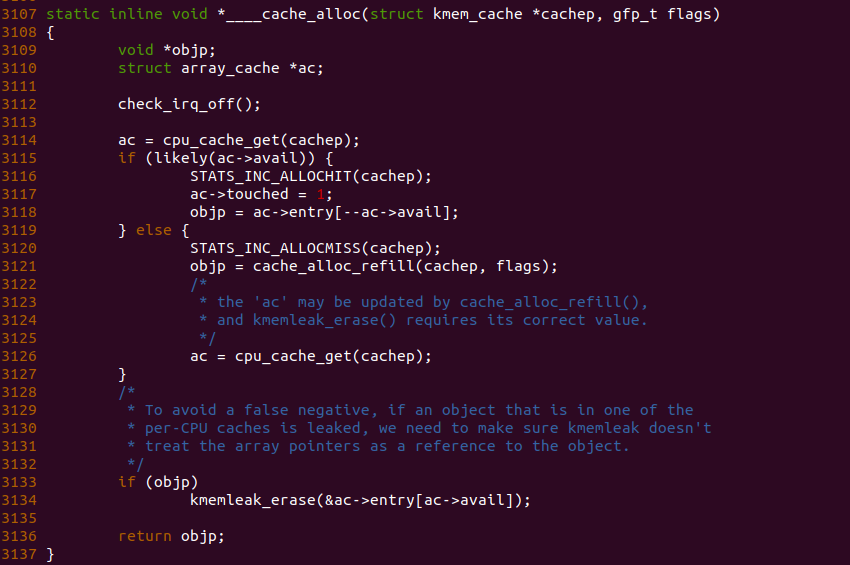 3107 static inline void *____cache_alloc(struct kmem_cache *cachep, gfp_t flags)
3108 {
3109         void *objp;
3110         struct array_cache *ac;
3111
3112         check_irq_off();
3113
3114         ac = cpu_cache_get(cachep);
3115         if (likely(ac->avail)) {
3116                 STATS_INC_ALLOCHIT(cachep);
3117                 ac->touched = 1;
3118                 objp = ac->entry[--ac->avail];
3119         } else {
3120                 STATS_INC_ALLOCMISS(cachep);
3121                 objp = cache_alloc_refill(cachep, flags);
3122                 /*
3123                  * the 'ac' may be updated by cache_alloc_refill(),
3124                  * and kmemleak_erase() requires its correct value.
3125                  */
3126                 ac = cpu_cache_get(cachep);
3127         }
3128         /*
3129          * To avoid a false negative, if an object that is in one of the
3130          * per-CPU caches is leaked, we need to make sure kmemleak doesn't
3131          * treat the array pointers as a reference to the object.
3132          */
3133         if (objp)
3134                 kmemleak_erase(&ac->entry[ac->avail]);
3135
3136         return objp;
3137 }